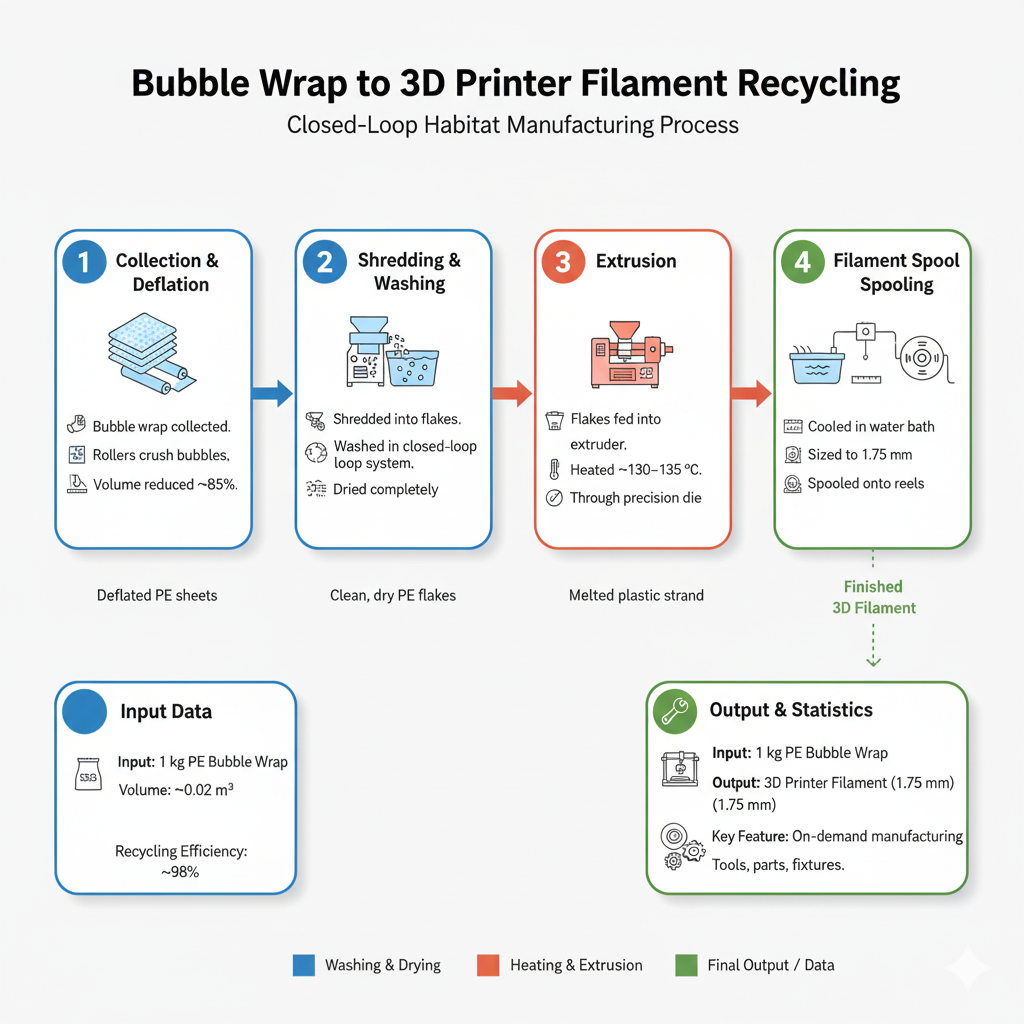 Bubble Wrap to 3D Printer Filament Recycling
Closed-Loop Habitat Manufacturing Process
1
Collection &
Deflation
Bubble wrap collected.
Rollers crush bubbles,
Volume reduced ~85%.
2
Shredding &
Washing
Shredded into flakes.
Washed in closed-loop
loop system.
Dried completely
3
Extrusion
Flakes fed into
extruder.
Heated ~130–135 ºC.
Through precision die
4
Filament Spool
Spooling
Cooled in water bath
Sized to 1.75 mm
Spooled onto reels
Deflated PE sheets
Clean, dry PE flakes
Melted plastic strand
Finished
3D Filament
Input Data
Input: 1 kg PE Bubble Wrap
Volume: ~0.02 m³
Recycling Efficiency:
~98%
Output & Statistics
Input: 1 kg PE Bubble Wrap
Output: 3D Printer Filament (1.75 mm)
(1.75 mm)
Key Feature: On-demand manufacturing
Tools, parts, fixtures.
Washing & Drying
Heating & Extrusion
Final Output / Data